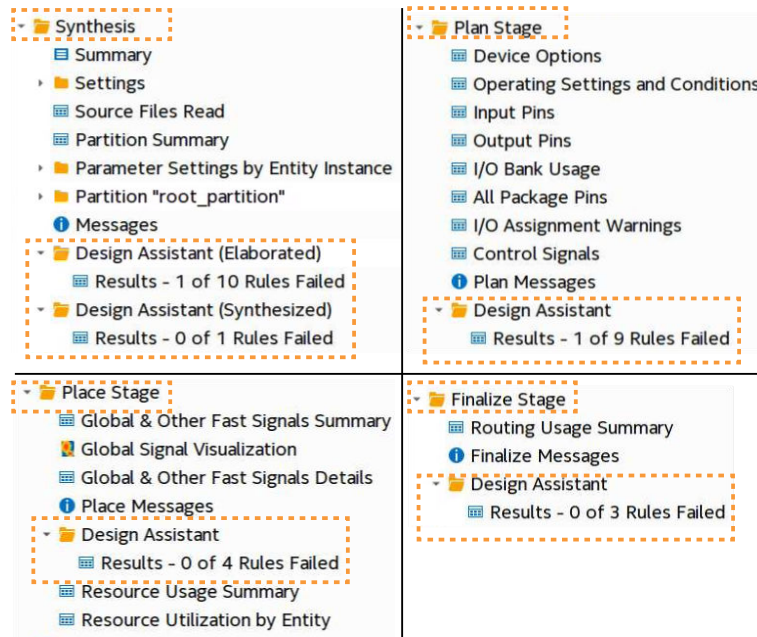 Synthesis
Summary
Settings
Source Files Read
Partition Summary
Parameter Settings by Entity Instance
Partition "root_partition"
Messages
Design Assistant (Elaborated)
Results - 1 of 10 Rules Failed
Design Assistant (Synthesized)
Results - 0 of 1 Rules Failed
Plan Stage
Device Options
Operating Settings and Conditions
Input Pins
Output Pins
I/O Bank Usage
All Package Pins
I/O Assignment Warnings
Control Signals
Plan Messages
Design Assistant
Results - 1 of 9 Rules Failed
Place Stage
Global & Other Fast Signals Summary
Global Signal Visualization
Global & Other Fast Signals Details
Place Messages
Design Assistant
Results - 0 of 4 Rules Failed
Resource Usage Summary
Resource Utilization by Entity
Finalize Stage
Routing Usage Summary
Finalize Messages
Design Assistant
Results - 0 of 3 Rules Failed